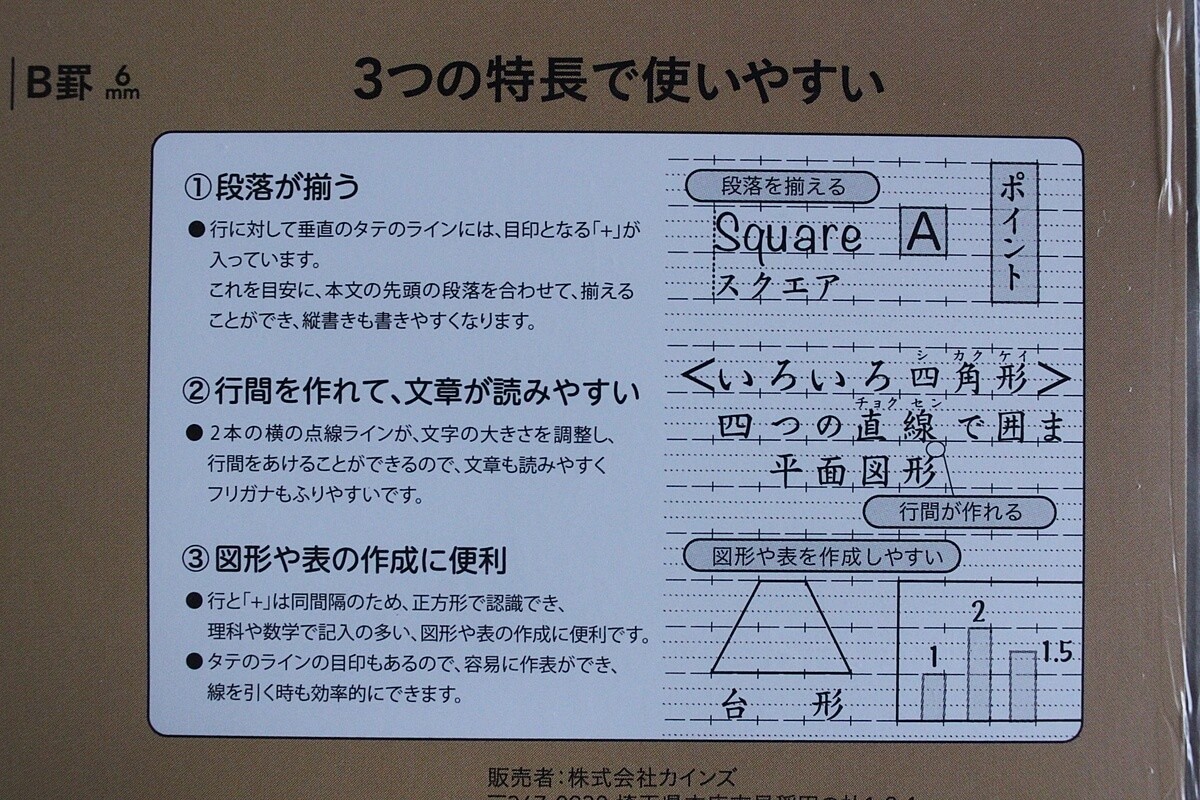 B罫 6mm
3つの特長で使いやすい
①段落が揃う
●行に対して垂直のタテのラインには、目印となる「+」が
入っています。
これを目安に、本文の先頭の段落を合わせて、揃える
ことができ、縦書きも書きやすくなります。
②行間を作れて、文章が読みやすい
●2本の横の点線ラインが、文字の大きさを調整し、
行間をあけることができるので、文章も読みやすく
フリガナもふりやすいです。
③図形や表の作成に便利
●行と「+」は同間隔のため、正方形で認識でき、
理科や数学で記入の多い、図形や表の作成に便利です。
●タテのラインの目印もあるので、容易に作表ができ、
線を引く時も効率的にできます。
段落を揃える
Square A
スクエア
ポイント
シ カク ケイ
<いろいろ四角形>
チョク セン
四つの直線で囲ま
平面図形
行間が作れる
図形や表を作成しやすい
台形
1
2
1.5
販売者:株式会社カインズ